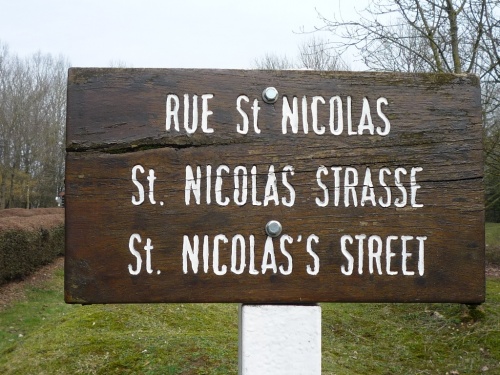 RUE St NICOLAS
St. NICOLAS STRASSE
St. NICOLAS'S STREET